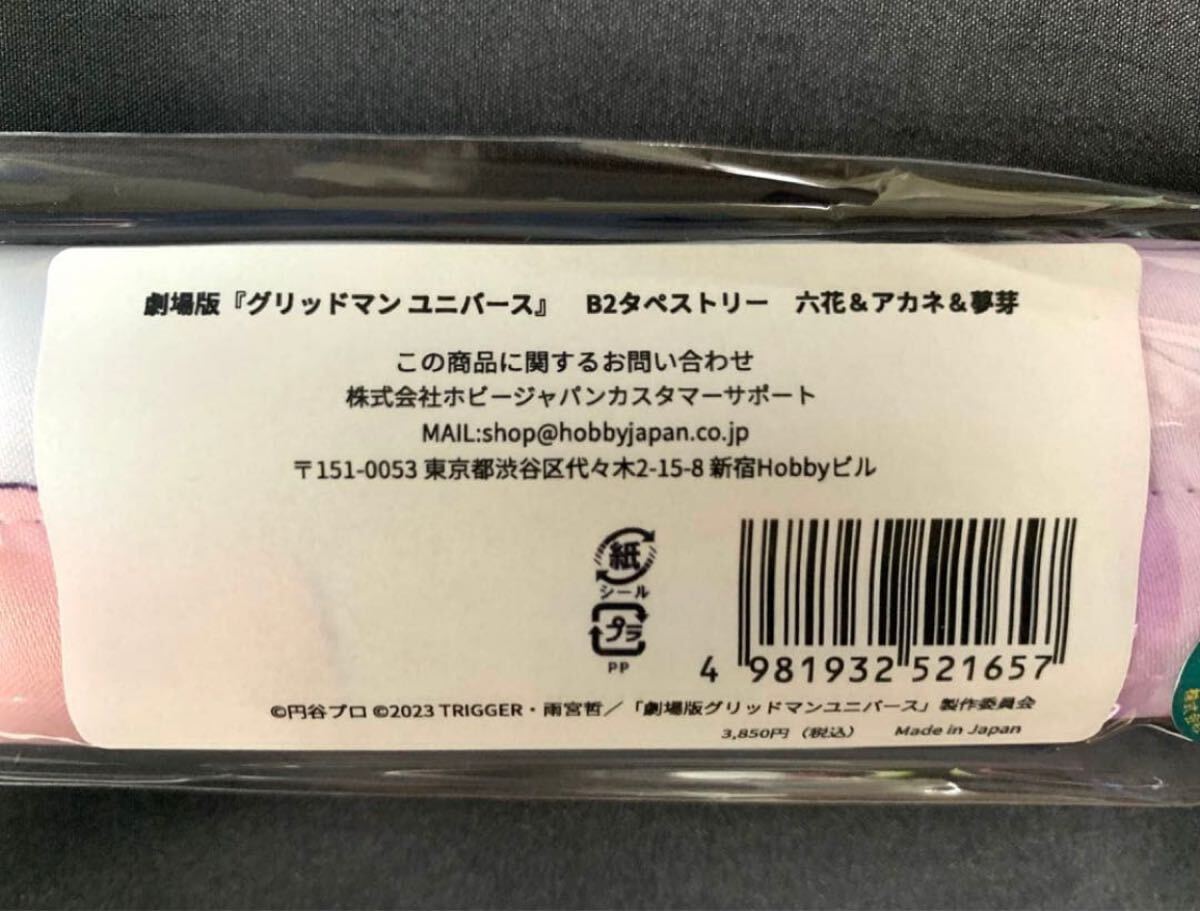 劇場版『グリッドマン ユニバース』　B2タペストリー　六花＆アカネ＆夢芽
この商品に関するお問い合わせ
株式会社ホビージャパンカスタマーサポート
MAIL:shop@hobbyjapan.co.jp
〒151-0053 東京都渋谷区代々木2-15-8 新宿Hobbyビル
紙
シール
プラ
PP
4 981932 521657
©円谷プロ ©2023 TRIGGER・雨宮哲／「劇場版グリッドマンユニバース」製作委員会
3,850円（税込）　Made in Japan